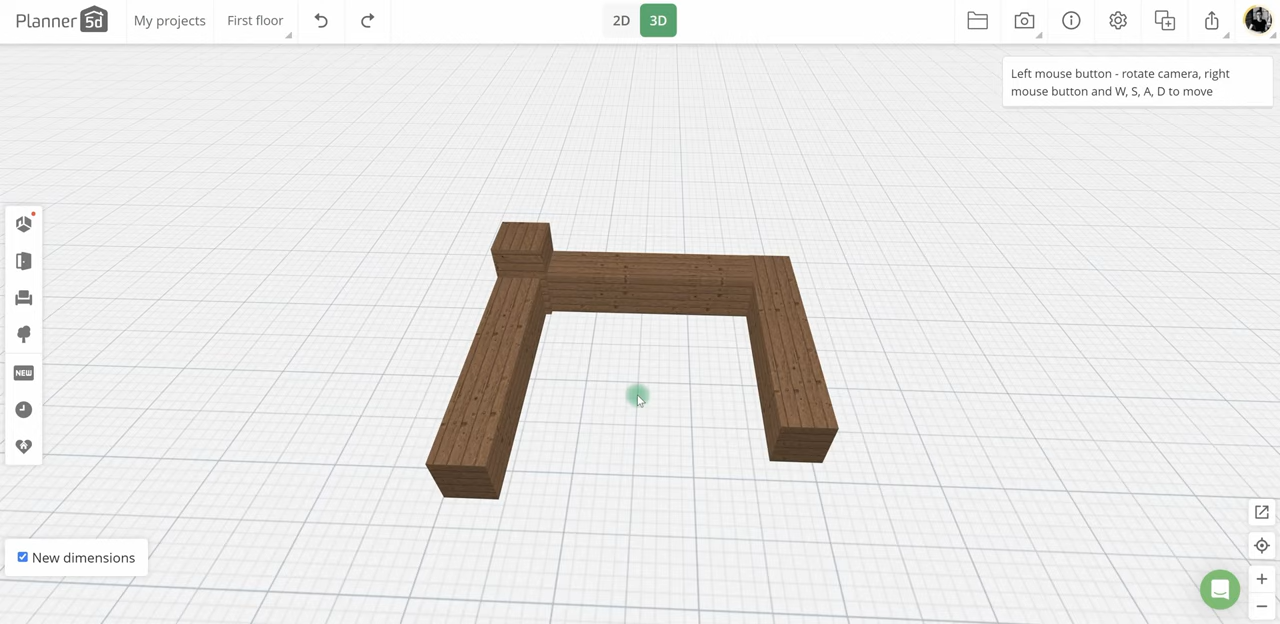 Planner 5d
My projects
First floor
2D
3D
Left mouse button - rotate camera, right
mouse button and W, S, A, D to move
NEW
New dimensions